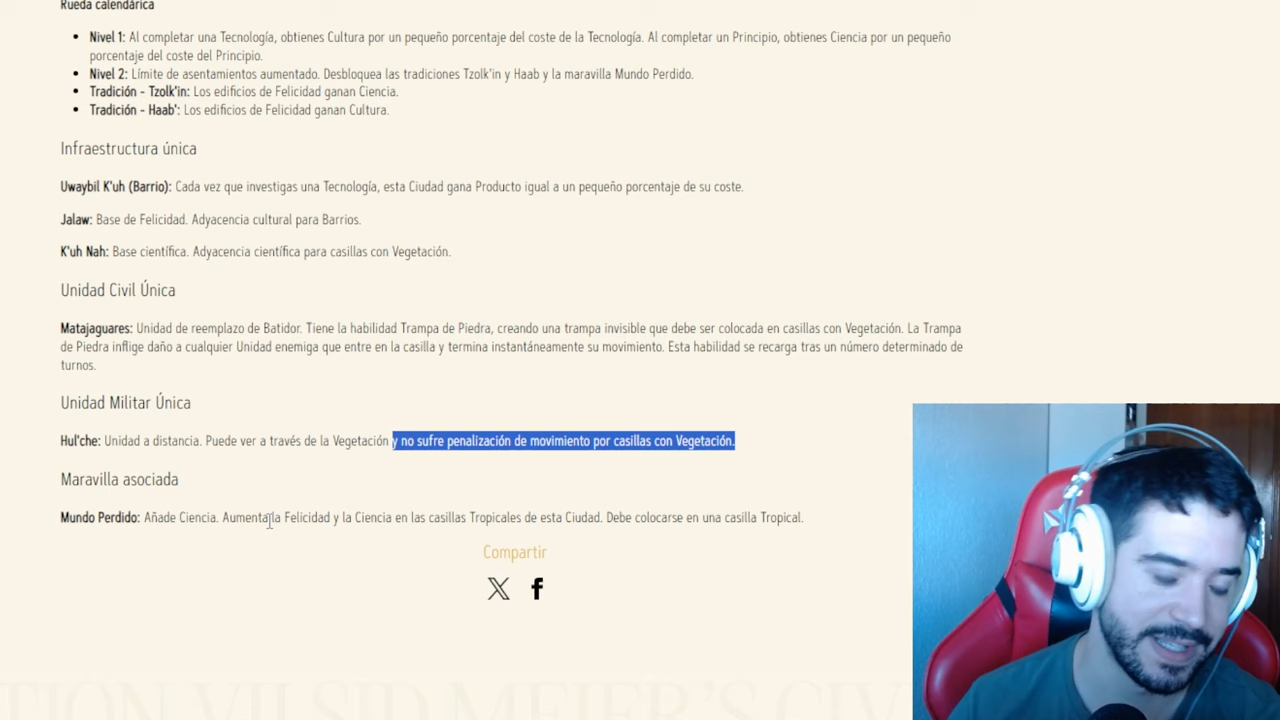 Rueda calendárica
• Nivel 1: Al completar una Tecnología, obtienes Cultura por un pequeño porcentaje del coste de la Tecnología. Al completar un Principio, obtienes Ciencia por un pequeño
porcentaje del coste del Principio.
• Nivel 2: Límite de asentamientos aumentado. Desbloquea las tradiciones Tzolk'in y Haab y la maravilla Mundo Perdido.
• Tradición - Tzolk'in: Los edificios de Felicidad ganan Ciencia.
• Tradición - Haab': Los edificios de Felicidad ganan Cultura.
Infraestructura única
Uwaybil K'uh (Barrio): Cada vez que investigas una Tecnología, esta Ciudad gana Producto igual a un pequeño porcentaje de su coste.
Jalaw: Base de Felicidad. Adyacencia cultural para Barrios.
K'uh Nah: Base científica. Adyacencia científica para casillas con Vegetación.
Unidad Civil Única
Matajaguares: Unidad de reemplazo de Batidor. Tiene la habilidad Trampa de Piedra, creando una trampa invisible que debe ser colocada en casillas con Vegetación. La Trampa
de Piedra inflige daño a cualquier Unidad enemiga que entre en la casilla y termina instantáneamente su movimiento. Esta habilidad se recarga tras un número determinado de
turnos.
Unidad Militar Única
Hul'che: Unidad a distancia. Puede ver a través de la Vegetación y no sufre penalización de movimiento por casillas con Vegetación.
Maravilla asociada
Mundo Perdido: Añade Ciencia. Aumenta la Felicidad y la Ciencia en las casillas Tropicales de esta Ciudad. Debe colocarse en una casilla Tropical.
Compartir
X f
TION VII SID MEIER'S CIV